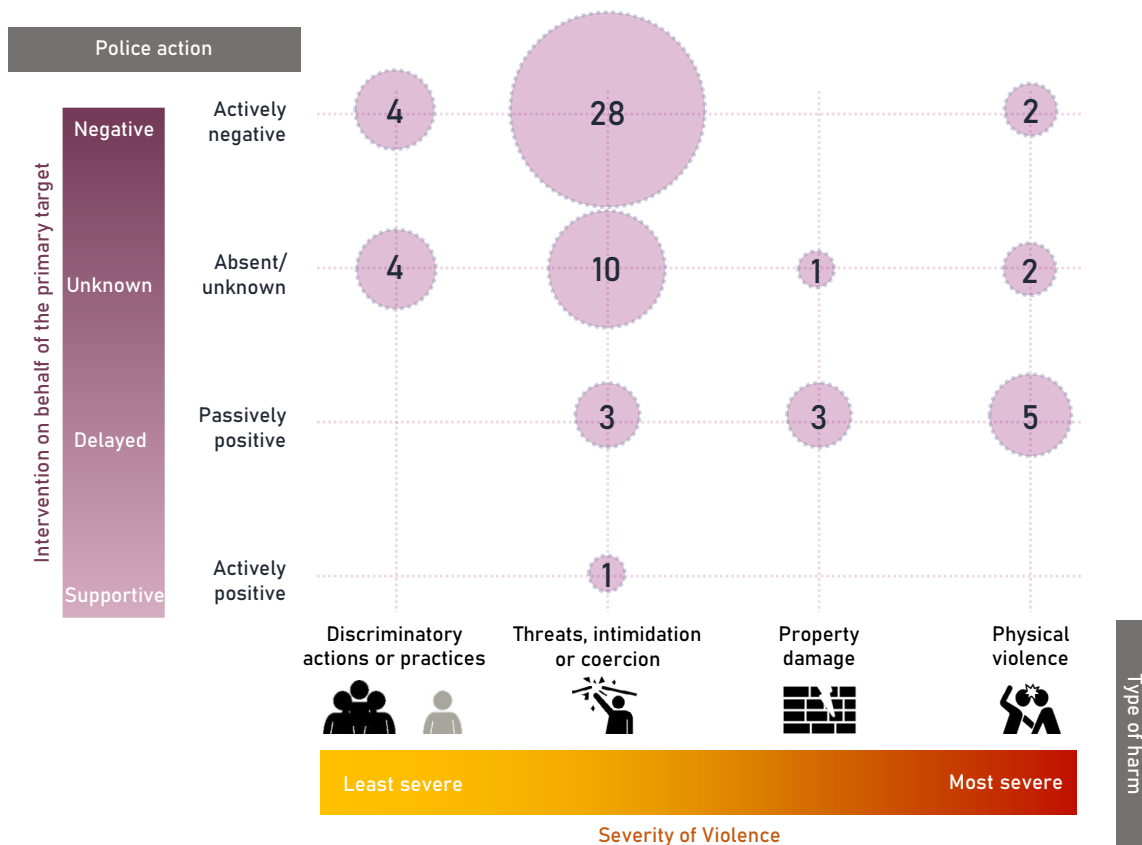 Police action
Intervention on behalf of the primary target
Negative
Unknown
Delayed
Supportive
Actively
negative
4
28
2
Absent/
unknown
4
10
1
2
Passively
positive
3
3
5
Actively
positive
1
Discriminatory
actions or practices
Threats, intimidation
or coercion
Property
damage
Physical
violence
Type of harm
Least severe
Most severe
Severity of Violence